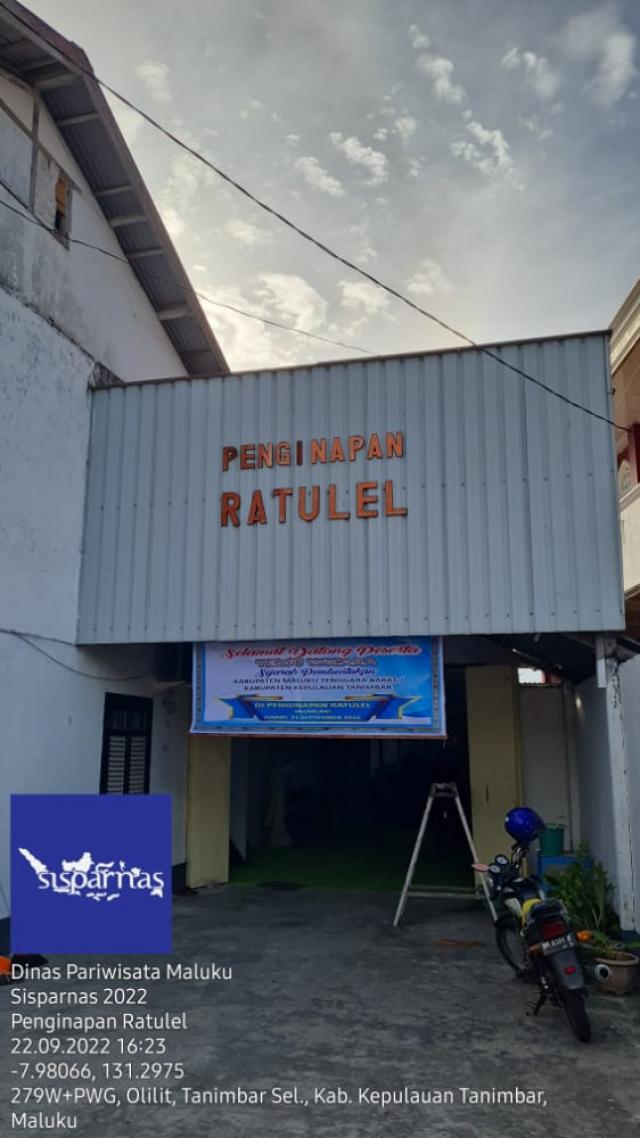 PENGINAPAN
RATULEL
Selamat Datang Peserta
Sejarah Pembentukan
KABUPATEN MALUKU TENGGARA BARAT /
KABUPATEN KEPULAUAN TANIMBAR
DI PENGINAPAN RATULEL
SEPTEMBER 2022
sisparnas
Dinas Pariwisata Maluku
Sisparnas 2022
Penginapan Ratulel
22.09.2022 16:23
-7.98066, 131.2975
279W+PWG, Olilit, Tanimbar Sel., Kab. Kepulauan Tanimbar,
Maluku